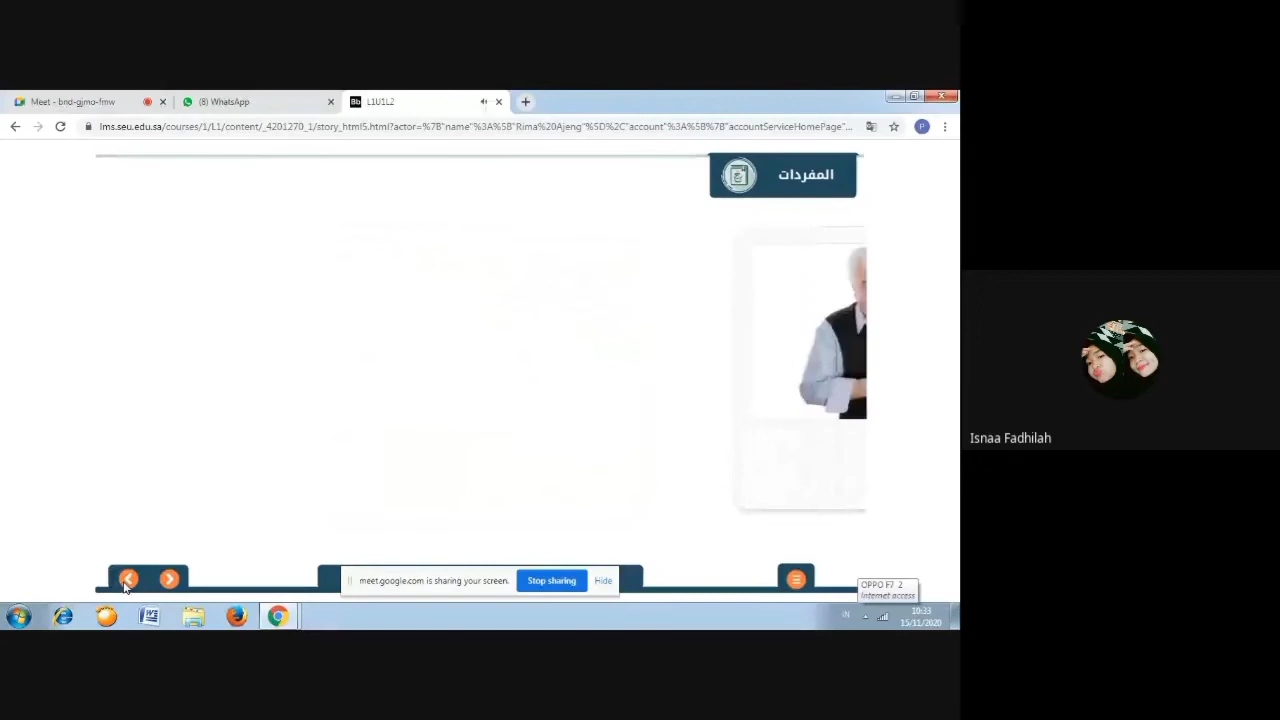 Meet - bnd-gjmo-fmw
(8) WhatsApp
Bb L1U1L2
lms.seu.edu.sa/courses/1/L1/content/_4201270_1/story_html5.html?actor=%7B"name"%3A%5B"Rima%20Ajeng"%5D%2C"account"%3A%5B%7B"accountServiceHomePage"...
P
المفردات
Isnaa Fadhilah
meet.google.com is sharing your screen.
Stop sharing
Hide
OPPO F7 2
Internet access
IN
10:33
15/11/2020